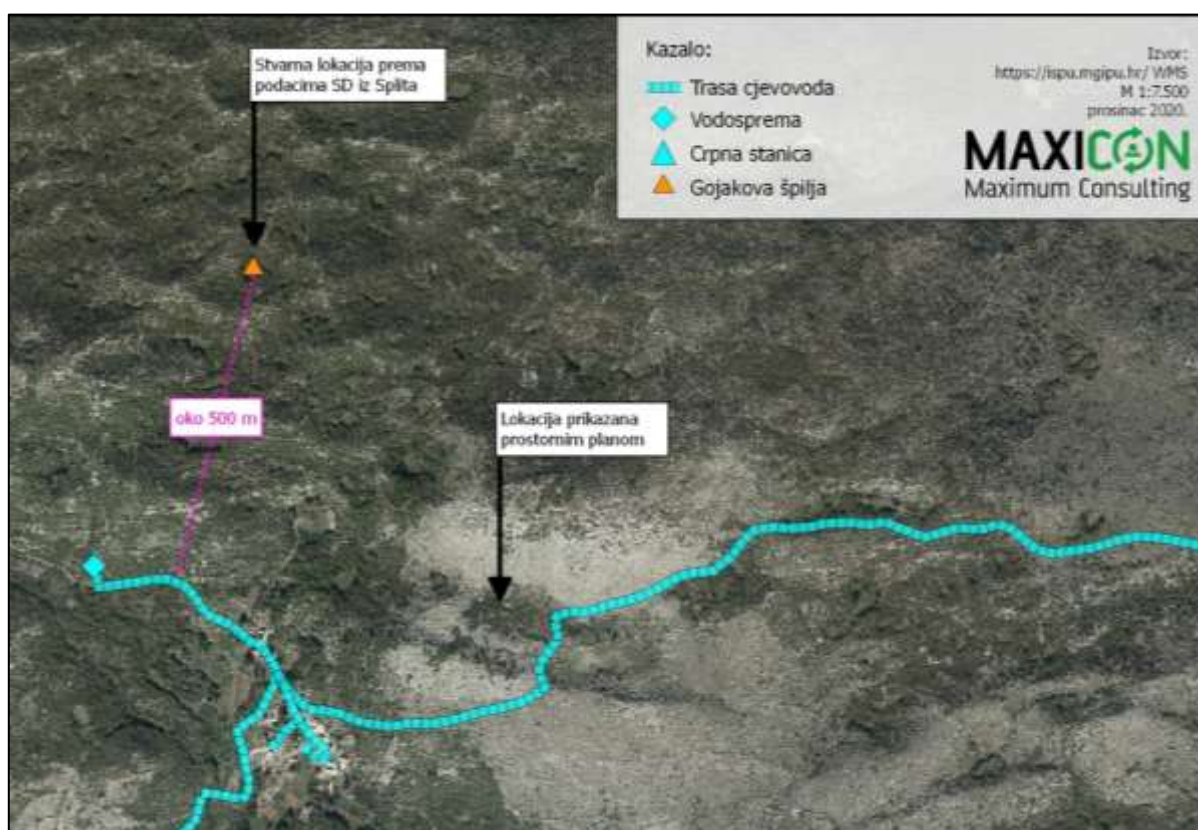 Stvarna lokacija prema
podacima SD iz Splita
Kazalo:
Trasa cjevovoda
Vodosprema
Crpna stanica
Gojakova špilja
Izvor:
https://ispu.mgipu.hr/ WMS
M 1:7.500
prosinac 2020.
MAXICON
Maximum Consulting
oko 500 m
Lokacija prikazana
prostornim planom